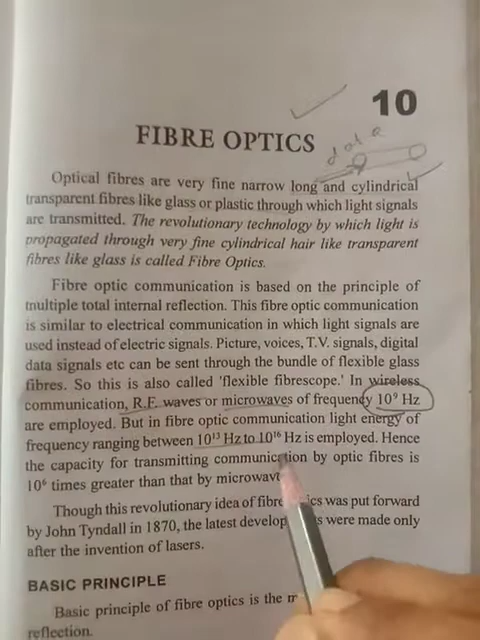 10
FIBRE OPTICS
data
Optical fibres are very fine narrow long and cylindrical
transparent fibres like glass or plastic through which light signals
are transmitted. The revolutionary technology by which light is
propagated through very fine cylindrical hair like transparent
fibres like glass is called Fibre Optics.
Fibre optic communication is based on the principle of
multiple total internal reflection. This fibre optic communication
is similar to electrical communication in which light signals are
used instead of electric signals. Picture, voices, T.V. signals, digital
data signals etc can be sent through the bundle of flexible glass
fibres. So this is also called 'flexible fibrescope.' In wireless
communication, R.F. waves or microwaves of frequency 10⁹ Hz
are employed. But in fibre optic communication light energy of
frequency ranging between 10¹³ Hz to 10¹⁶ Hz is employed. Hence
the capacity for transmitting communication by optic fibres is
10⁶ times greater than that by
Though this revolutionary idea of was put forward
by John Tyndall in 1870, the latest were made only
after the invention of lasers.
BASIC PRINCIPLE
Basic principle of fibre optics is the
reflection.